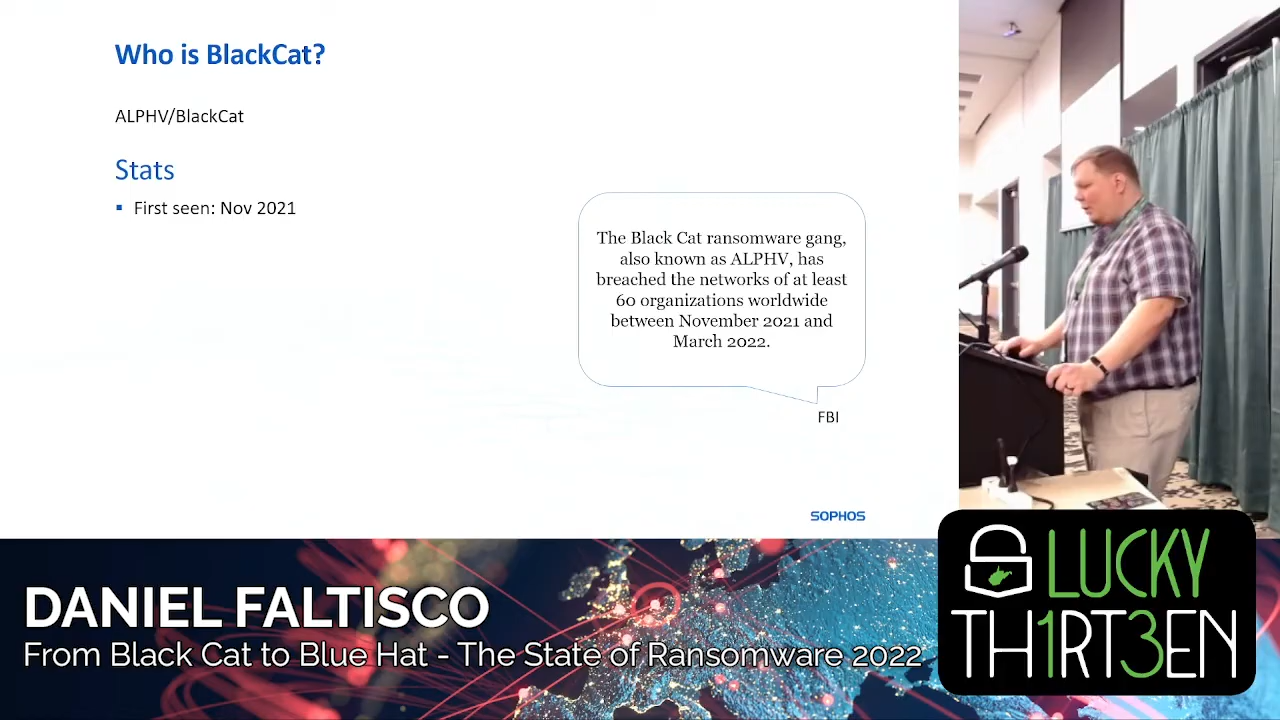 Who is BlackCat?
ALPHV/BlackCat
Stats
▪ First seen: Nov 2021
The Black Cat ransomware gang,
also known as ALPHV, has
breached the networks of at least
60 organizations worldwide
between November 2021 and
March 2022.
FBI
SOPHOS
DANIEL FALTISCO
From Black Cat to Blue Hat - The State of Ransomware 2022
LUCKY
TH1RT3EN